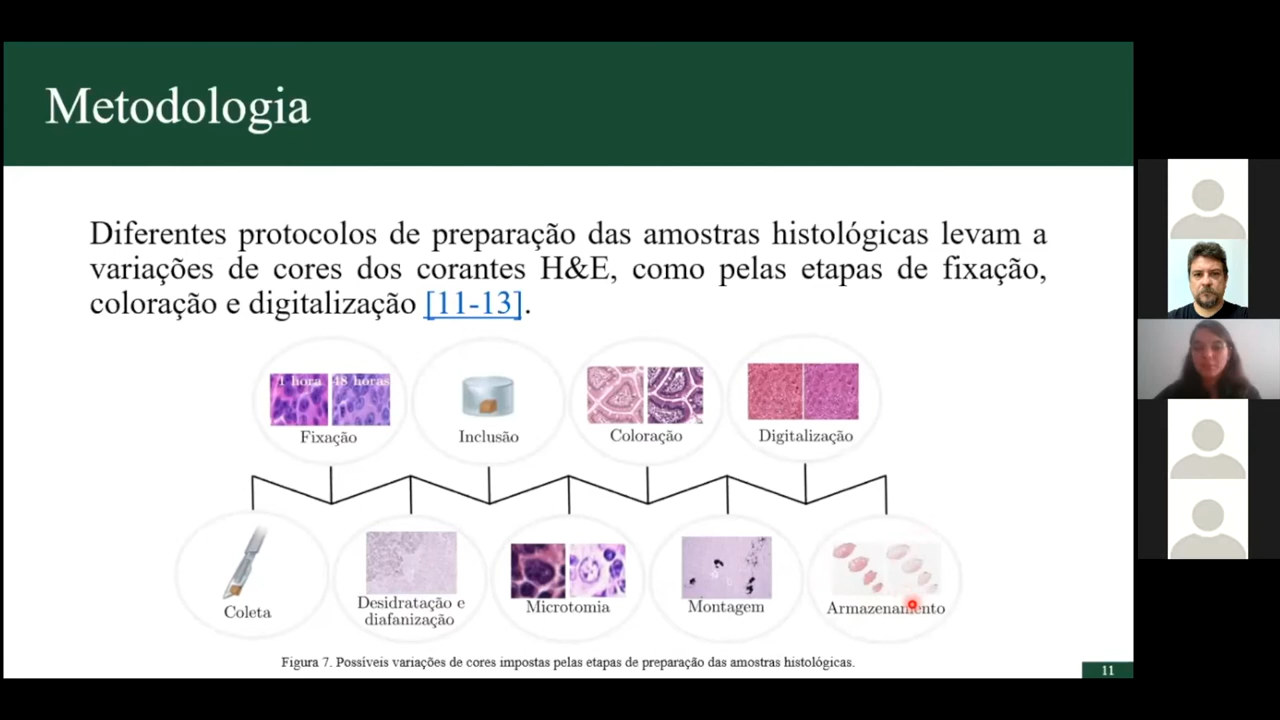 Metodologia
Diferentes protocolos de preparação das amostras histológicas levam a
variações de cores dos corantes H&E, como pelas etapas de fixação,
coloração e digitalização [11-13].
1 hora 48 horas
Fixação
Inclusão
Coloração
Digitalização
Coleta
Desidratação e
diafanização
Microtomia
Montagem
Armazenamento
Figura 7. Possíveis variações de cores impostas pelas etapas de preparação das amostras histológicas.
11